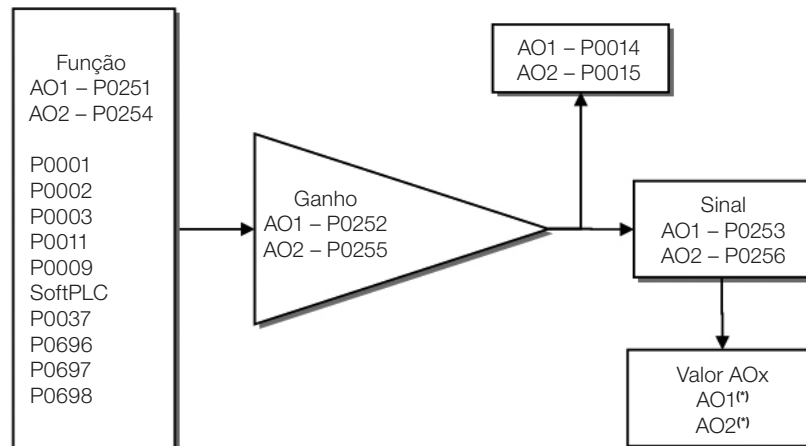 Função
AO1 – P0251
AO2 – P0254
P0001
P0002
P0003
P0011
P0009
SoftPLC
P0037
P0696
P0697
P0698
Ganho
AO1 – P0252
AO2 – P0255
AO1 – P0014
AO2 – P0015
Sinal
AO1 – P0253
AO2 – P0256
Valor AOx
AO1(*)
AO2(*)